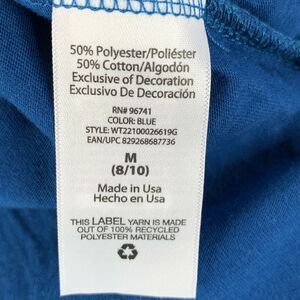 50% Polyester/Poliéster
50% Cotton/Algodón
Exclusive of Decoration
Exclusivo De Decoración
RN# 96741
COLOR: BLUE
STYLE: WT22100026619G
EAN/UPC 829268687736
M
(8/10)
Made in Usa
Hecho en Usa
THIS LABEL YARN IS MADE
OUT OF 100% RECYCLED
POLYESTER MATERIALS